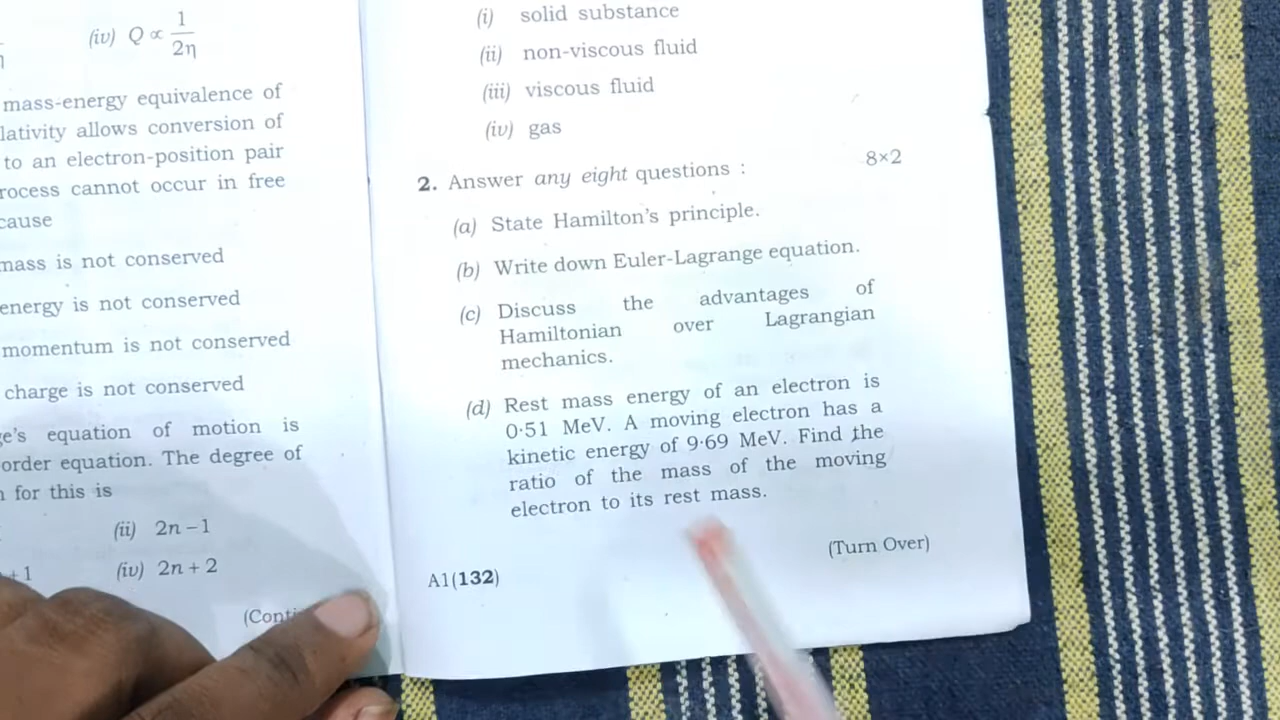 (iv) Q ∝ 1/2η
mass-energy equivalence of
lativity allows conversion of
to an electron-position pair
rocess cannot occur in free
cause
mass is not conserved
energy is not conserved
momentum is not conserved
charge is not conserved
ge's equation of motion is
order equation. The degree of
for this is
(ii) 2n – 1
+1 (iv) 2n + 2
(i) solid substance
(ii) non-viscous fluid
(iii) viscous fluid
(iv) gas
2. Answer any eight questions : 8×2
(a) State Hamilton's principle.
(b) Write down Euler-Lagrange equation.
(c) Discuss the advantages of
Hamiltonian over Lagrangian
mechanics.
(d) Rest mass energy of an electron is
0·51 MeV. A moving electron has a
kinetic energy of 9·69 MeV. Find the
ratio of the mass of the moving
electron to its rest mass.
A1(132) (Turn Over)